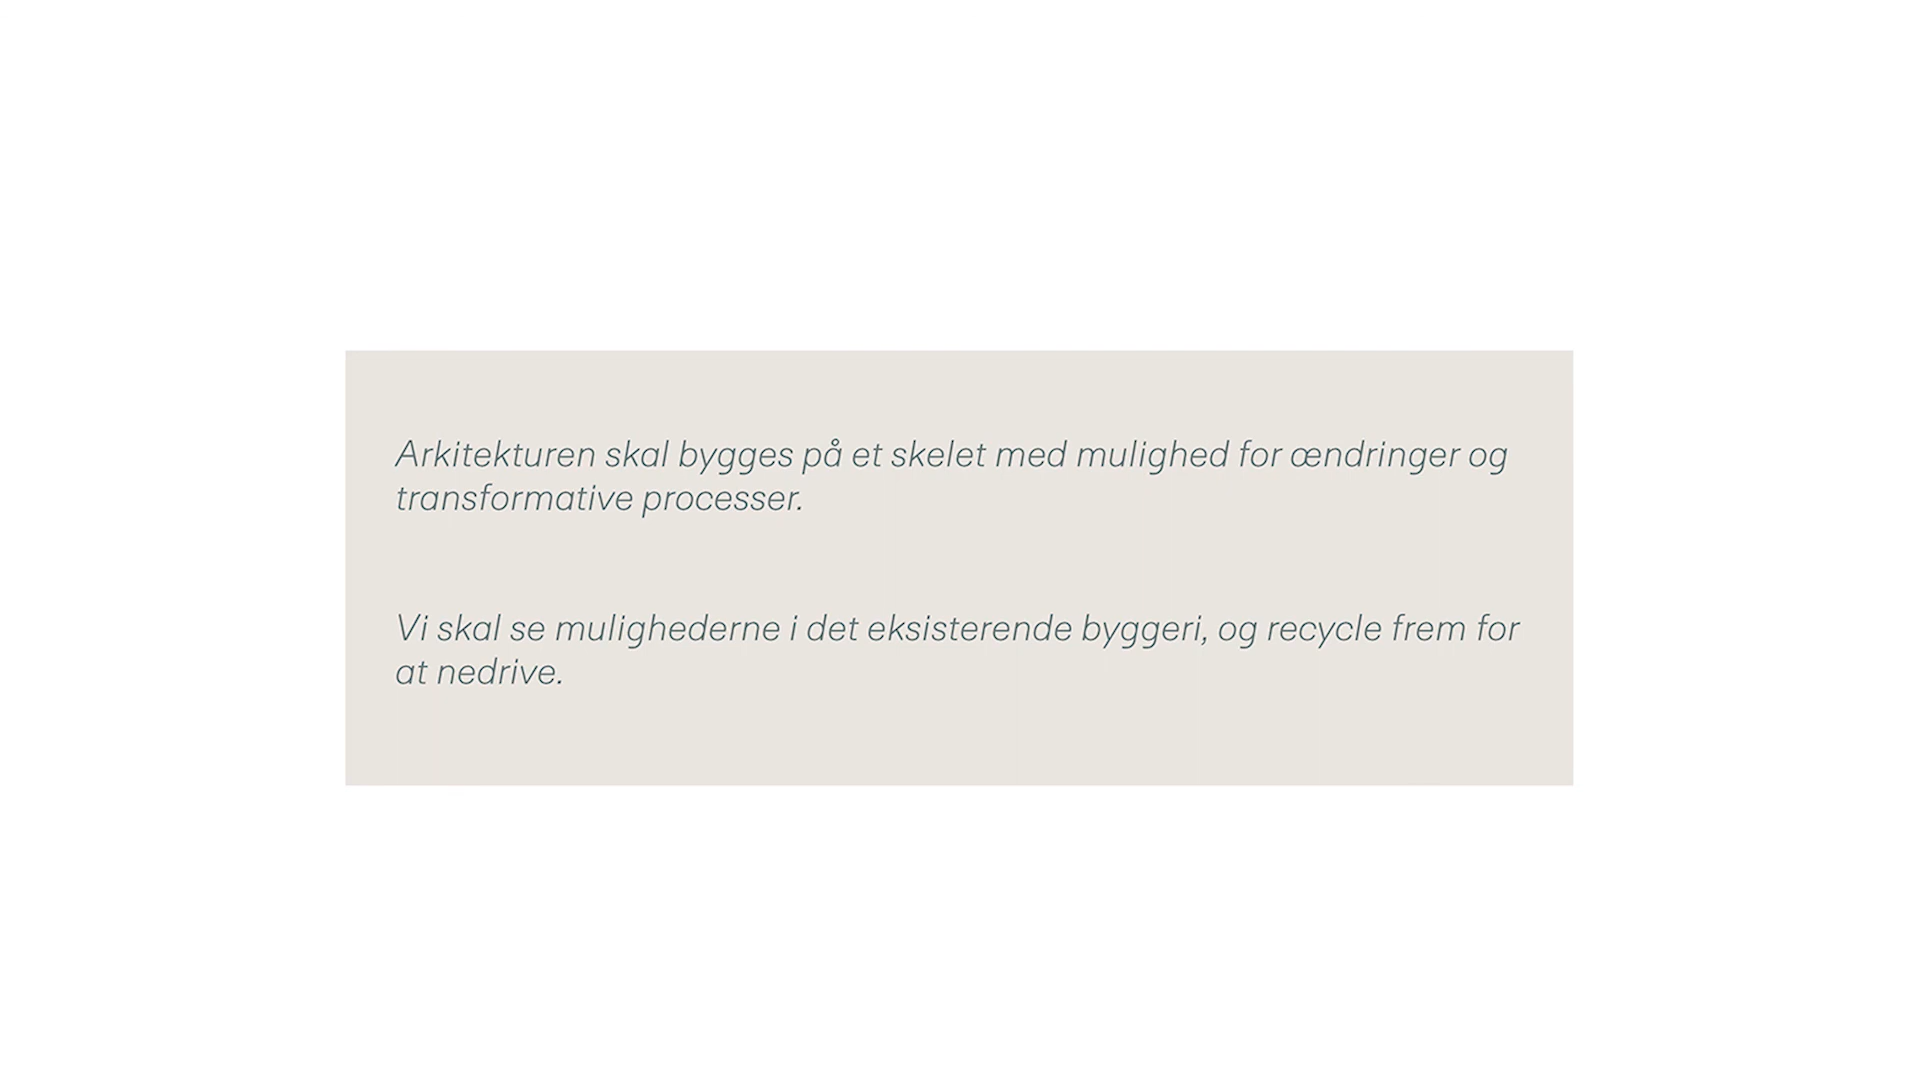 Arkitekturen skal bygges på et skelet med mulighed for ændringer og
transformative processer.
Vi skal se mulighederne i det eksisterende byggeri, og recycle frem for
at nedrive.